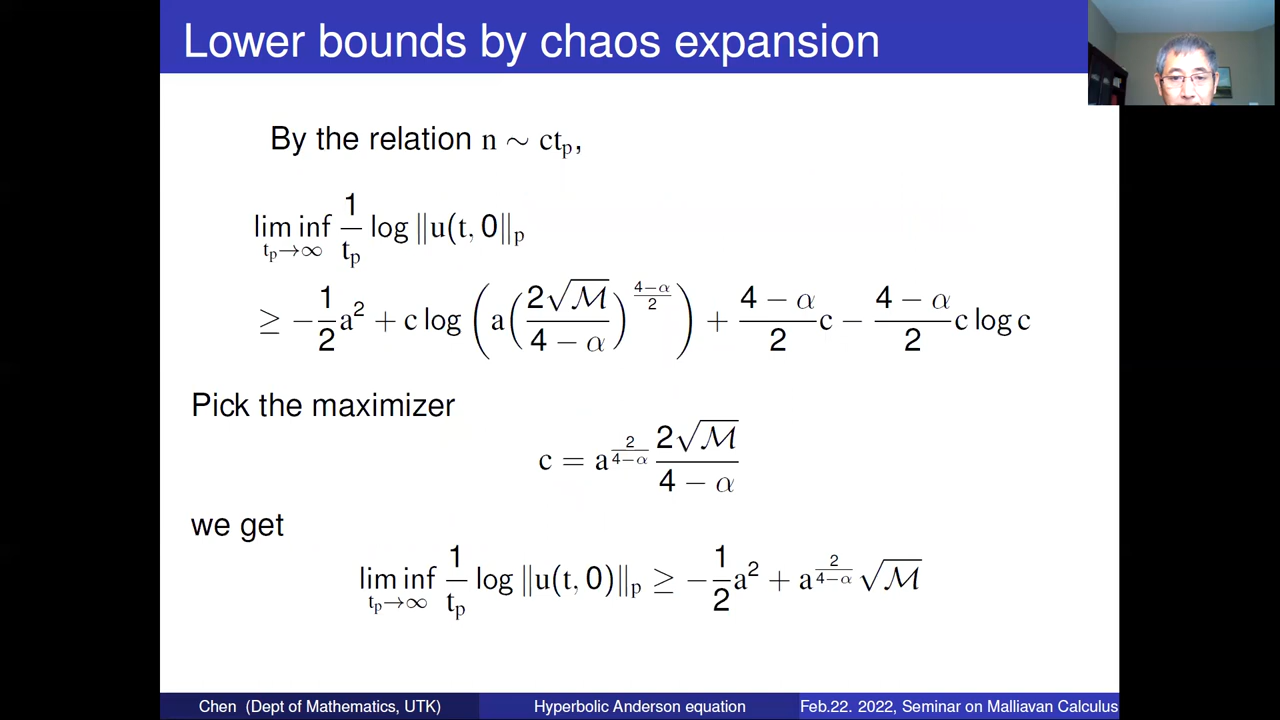 Lower bounds by chaos expansion
By the relation n ∼ ct_p,
lim inf_{t_p→∞} 1/t_p log ‖u(t, 0‖_p
≥ −1/2 a² + c log (a(2√ℳ/(4 − α))^{(4−α)/2}) + (4 − α)/2 c − (4 − α)/2 c log c
Pick the maximizer
c = a^{2/(4−α)} 2√ℳ/(4 − α)
we get
lim inf_{t_p→∞} 1/t_p log ‖u(t, 0)‖_p ≥ −1/2 a² + a^{2/(4−α)} √ℳ
Chen (Dept of Mathematics, UTK) Hyperbolic Anderson equation Feb.22. 2022, Seminar on Malliavan Calculus